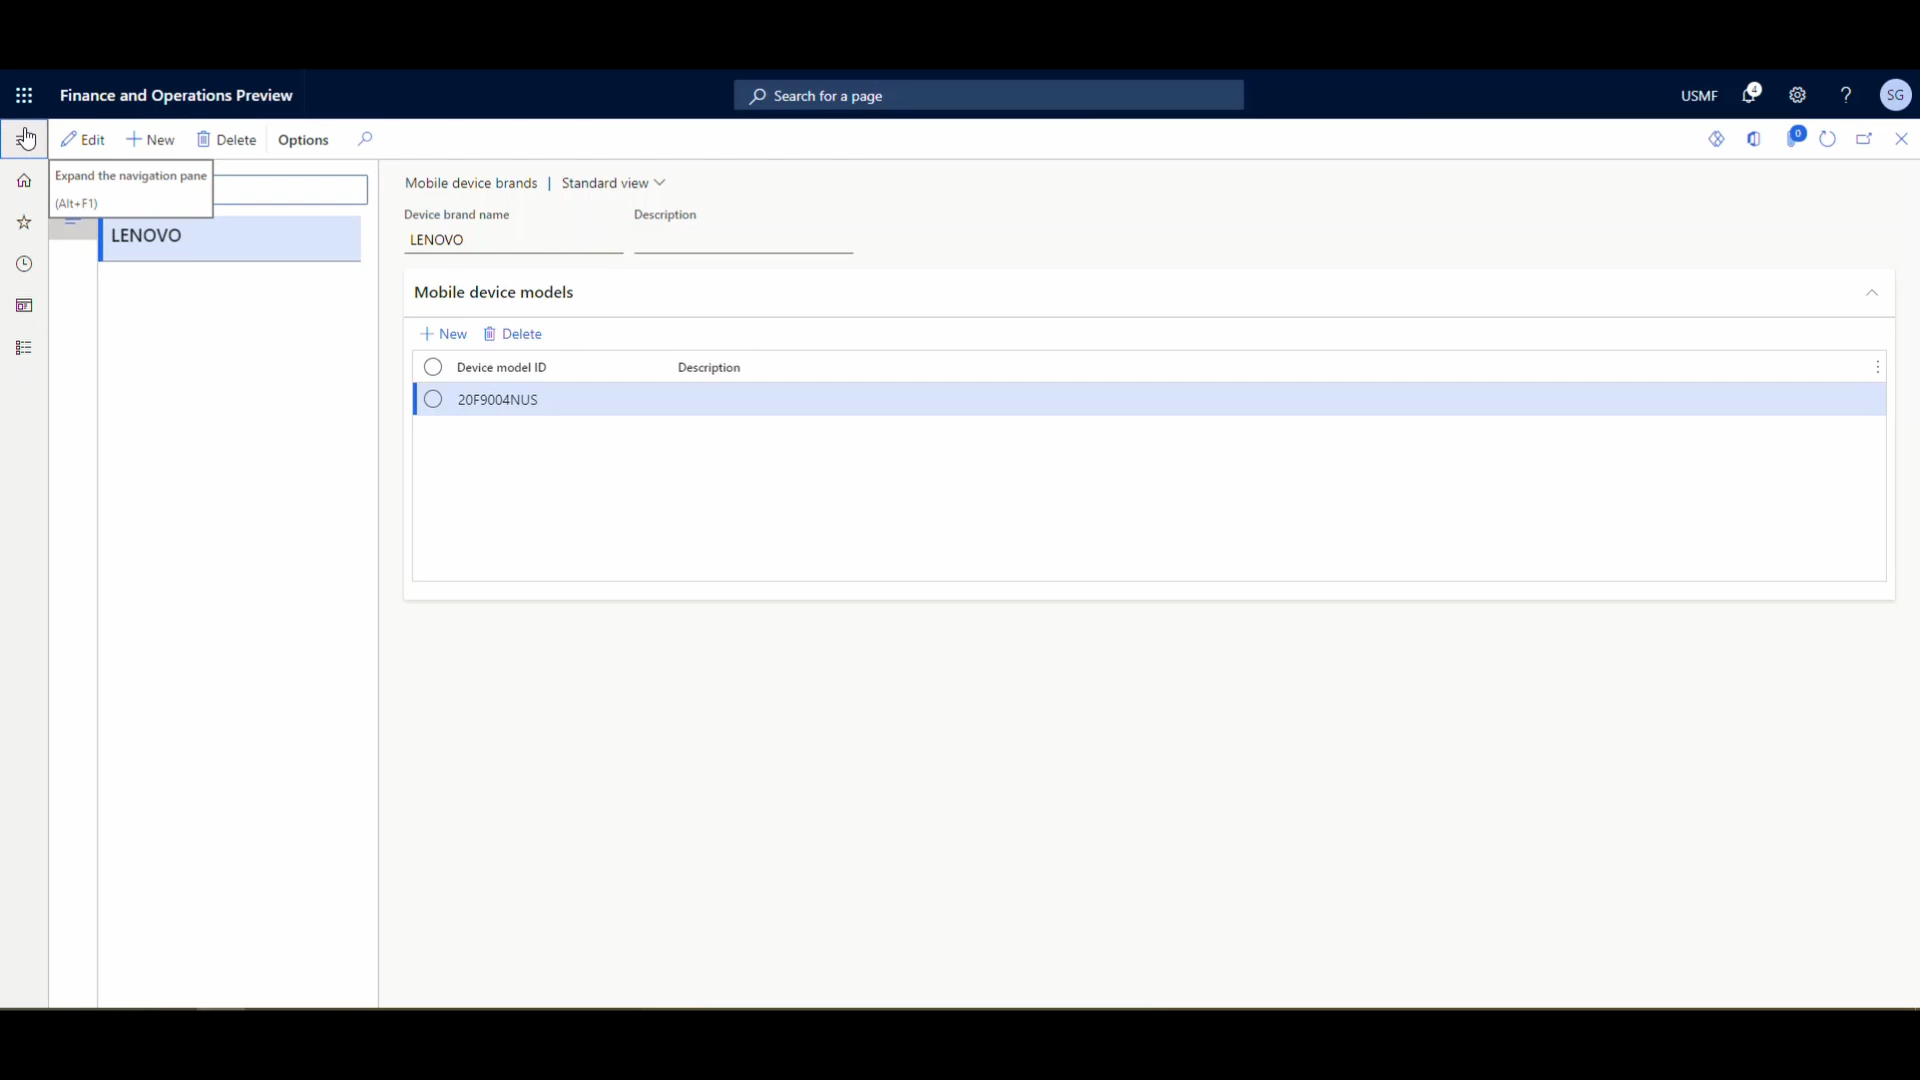 Finance and Operations Preview
Search for a page
USMF
4
?
SG
Edit
New
Delete
Options
0
Expand the navigation pane
(Alt+F1)
LENOVO
Mobile device brands | Standard view
Device brand name
Description
LENOVO
Mobile device models
New
Delete
Device model ID
Description
20F9004NUS